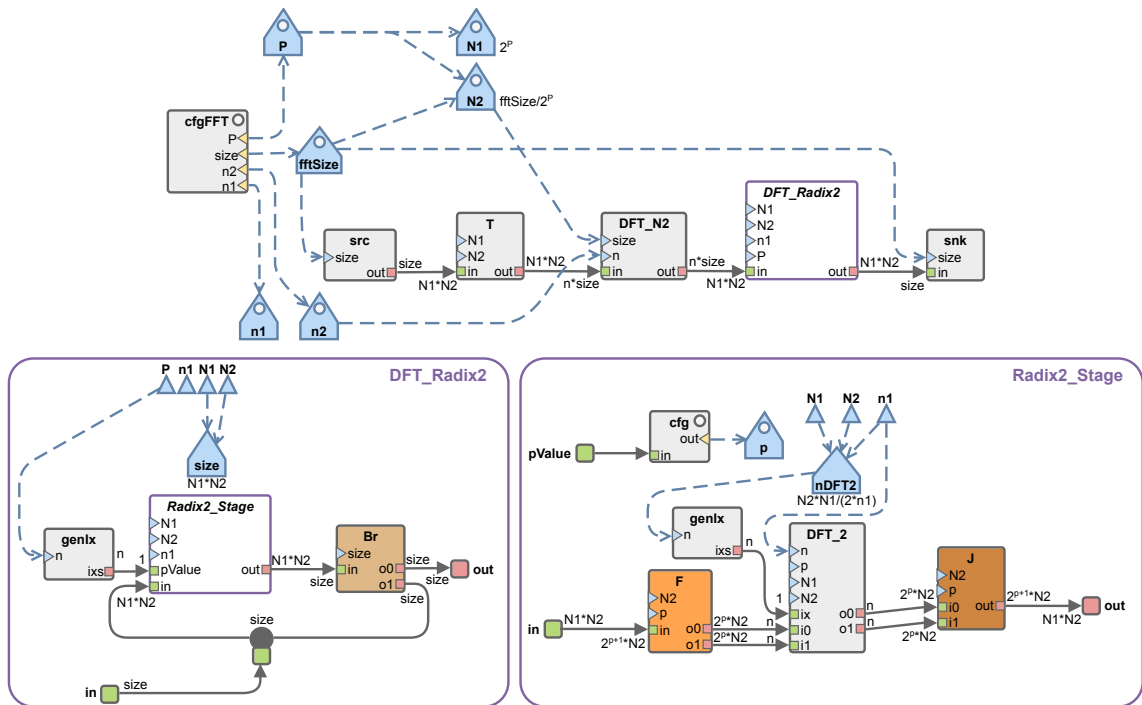 P
N1
2^P
N2
fftSize/2^P
cfgFFT
P
size
n2
n1
fftSize
src
size
out
size
N1*N2
T
N1
N2
in
out
N1*N2
n*size
DFT_N2
size
n
in
out
n*size
N1*N2
DFT_Radix2
N1
N2
n1
P
in
out
N1*N2
size
snk
size
in
n1
n2
DFT_Radix2
P n1 N1 N2
size
N1*N2
genIx
n
ixs
n
1
Radix2_Stage
N1
N2
n1
pValue
in
out
N1*N2
N1*N2
size
Br
size
in
o0
o1
size
size
size
out
size
in
size
Radix2_Stage
N1 N2 n1
cfg
out
in
pValue
p
nDFT2
N2*N1/(2*n1)
genIx
n
ixs
n
1
DFT_2
n
p
N1
N2
ix
i0
i1
o0
o1
n
n
F
N2
p
in
o0
o1
in
N1*N2
2^{p+1}*N2
2^p*N2
2^p*N2
n
n
2^p*N2
2^p*N2
J
N2
p
i0
i1
out
2^{p+1}*N2
N1*N2
out